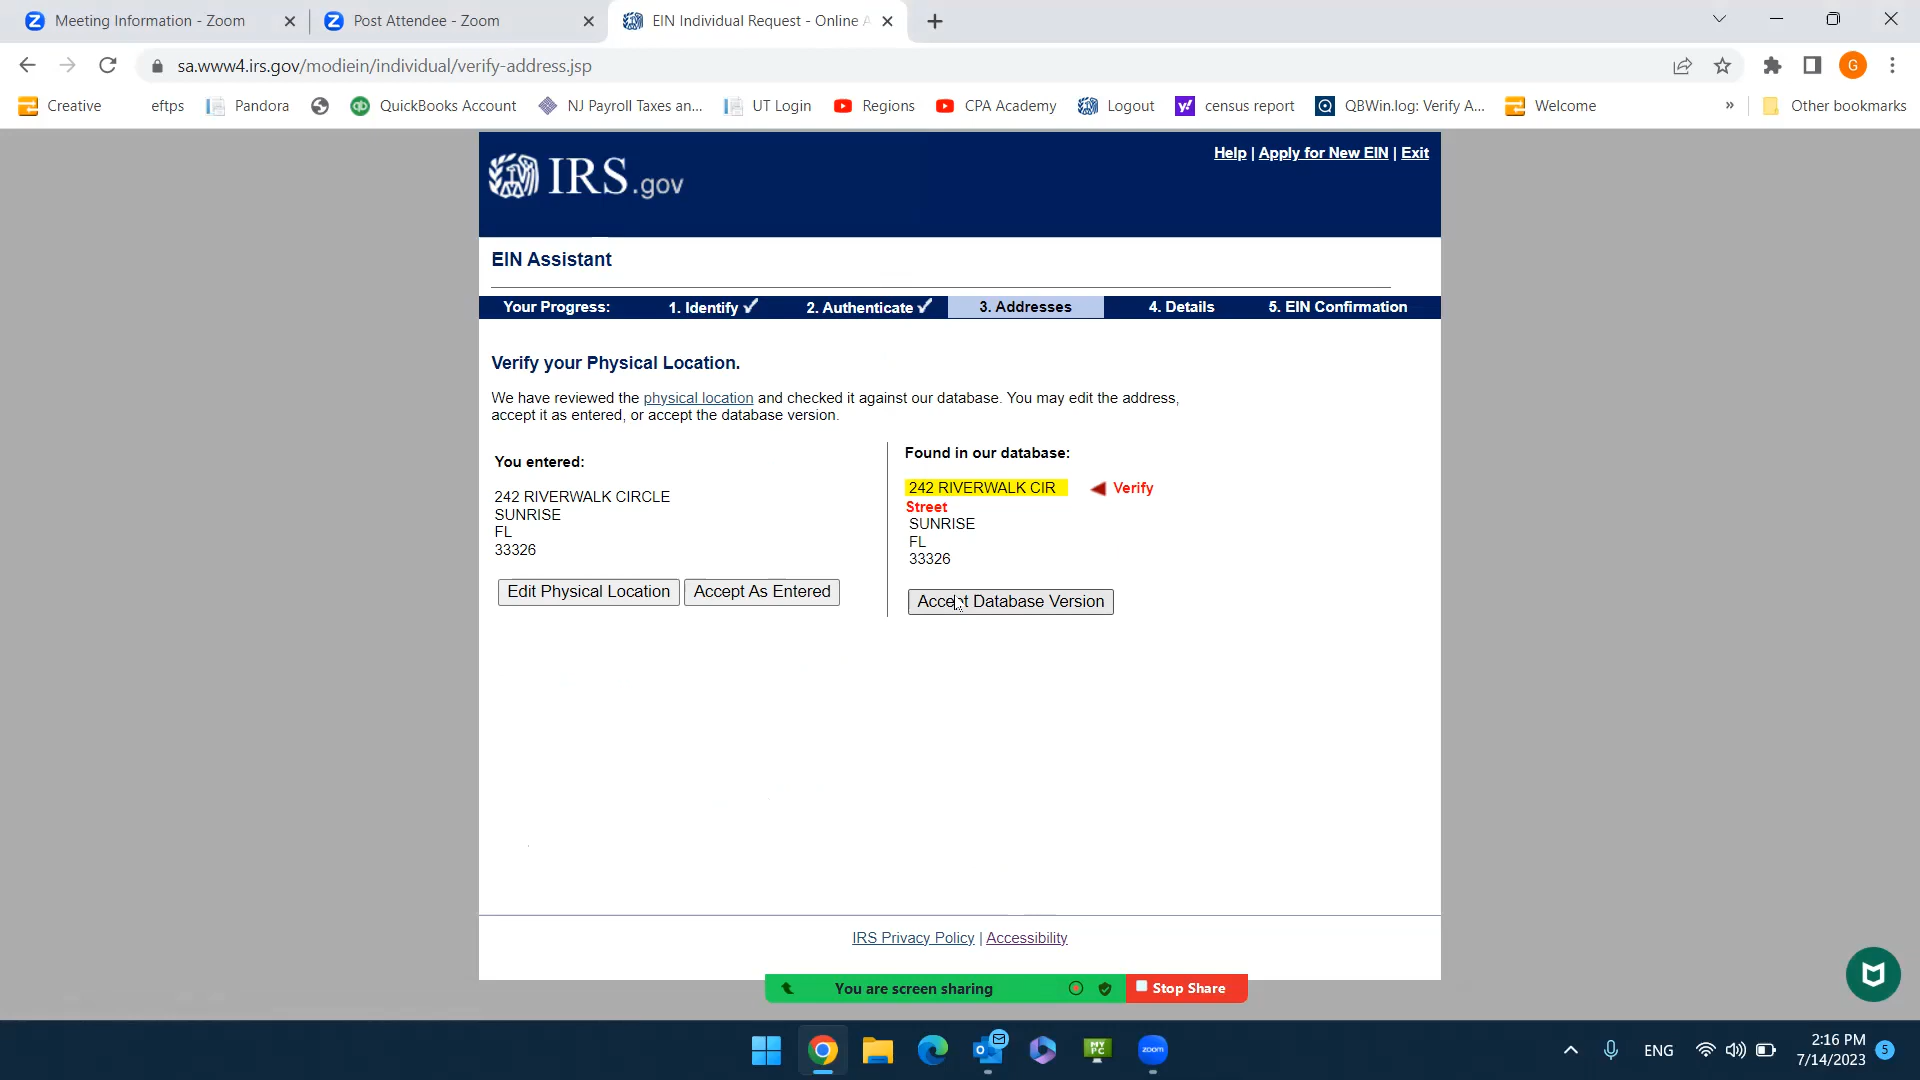 Meeting Information - Zoom
Post Attendee - Zoom
EIN Individual Request - Online A
sa.www4.irs.gov/modiein/individual/verify-address.jsp
G
Creative
eftps
Pandora
QuickBooks Account
NJ Payroll Taxes an...
UT Login
Regions
CPA Academy
Logout
census report
QBWin.log: Verify A...
Welcome
»
Other bookmarks
IRS.gov
Help | Apply for New EIN | Exit
EIN Assistant
Your Progress: 1. Identify ✓ 2. Authenticate ✓ 3. Addresses 4. Details 5. EIN Confirmation
Verify your Physical Location.
We have reviewed the physical location and checked it against our database. You may edit the address,
accept it as entered, or accept the database version.
You entered:
242 RIVERWALK CIRCLE
SUNRISE
FL
33326
Edit Physical Location
Accept As Entered
Found in our database:
242 RIVERWALK CIR ◀ Verify
Street
SUNRISE
FL
33326
Accept Database Version
IRS Privacy Policy | Accessibility
You are screen sharing
Stop Share
MY
PC
zoom
ENG
2:16 PM
7/14/2023
5